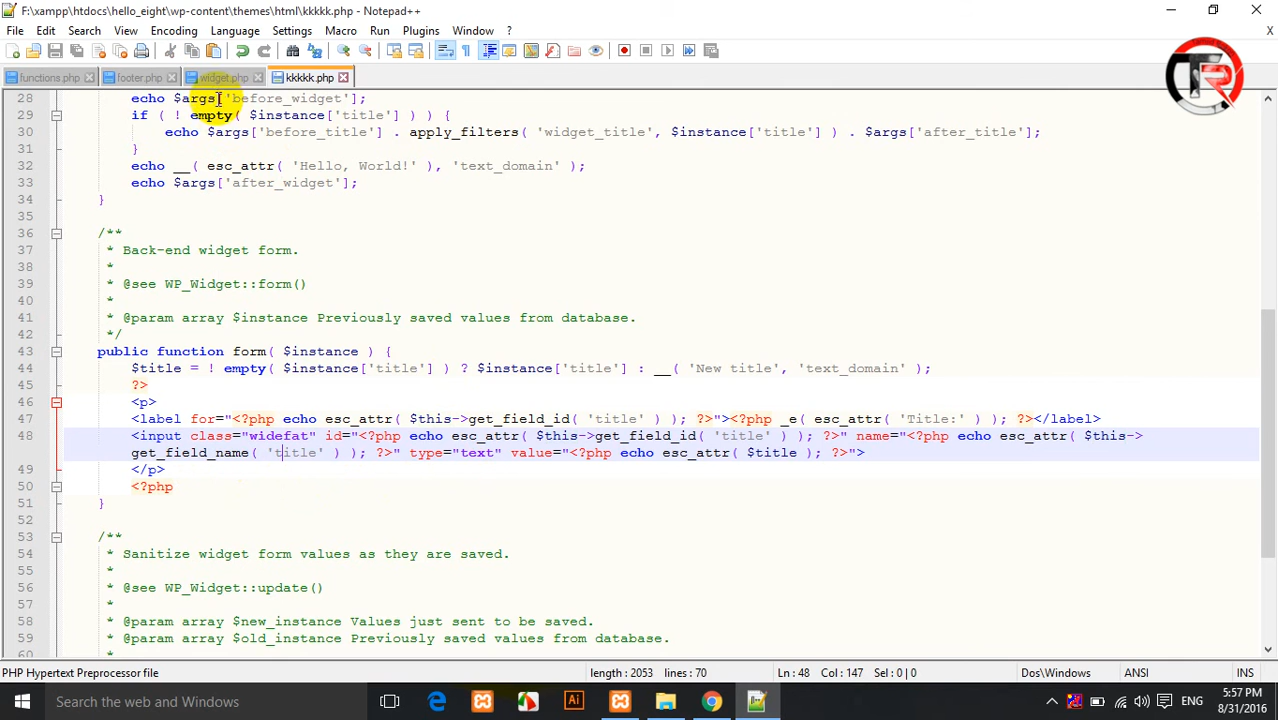 F:\xampp\htdocs\hello_eight\wp-content\themes\html\kkkkk.php - Notepad++
File Edit Search View Encoding Language Settings Macro Run Plugins Window ? X
functions.php footer.php widget.php kkkkk.php
TR
28 echo $args['before_widget'];
29 if ( ! empty( $instance['title'] ) ) {
30 echo $args['before_title'] . apply_filters( 'widget_title', $instance['title'] ) . $args['after_title'];
31 }
32 echo __( esc_attr( 'Hello, World!' ), 'text_domain' );
33 echo $args['after_widget'];
34 }
35
36 /**
37 * Back-end widget form.
38 *
39 * @see WP_Widget::form()
40 *
41 * @param array $instance Previously saved values from database.
42 */
43 public function form( $instance ) {
44 $title = ! empty( $instance['title'] ) ? $instance['title'] : __( 'New title', 'text_domain' );
45 ?>
46 <p>
47 <label for="<?php echo esc_attr( $this->get_field_id( 'title' ) ); ?>"><?php _e( esc_attr( 'Title:' ) ); ?></label>
48 <input class="widefat" id="<?php echo esc_attr( $this->get_field_id( 'title' ) ); ?>" name="<?php echo esc_attr( $this->
get_field_name( 'title' ) ); ?>" type="text" value="<?php echo esc_attr( $title ); ?>">
49 </p>
50 <?php
51 }
52
53 /**
54 * Sanitize widget form values as they are saved.
55 *
56 * @see WP_Widget::update()
57 *
58 * @param array $new_instance Values just sent to be saved.
59 * @param array $old_instance Previously saved values from database.
60 *
PHP Hypertext Preprocessor file length : 2053 lines : 70 Ln : 48 Col : 147 Sel : 0 | 0 Dos\Windows ANSI INS
Search the web and Windows ENG 5:57 PM
8/31/2016